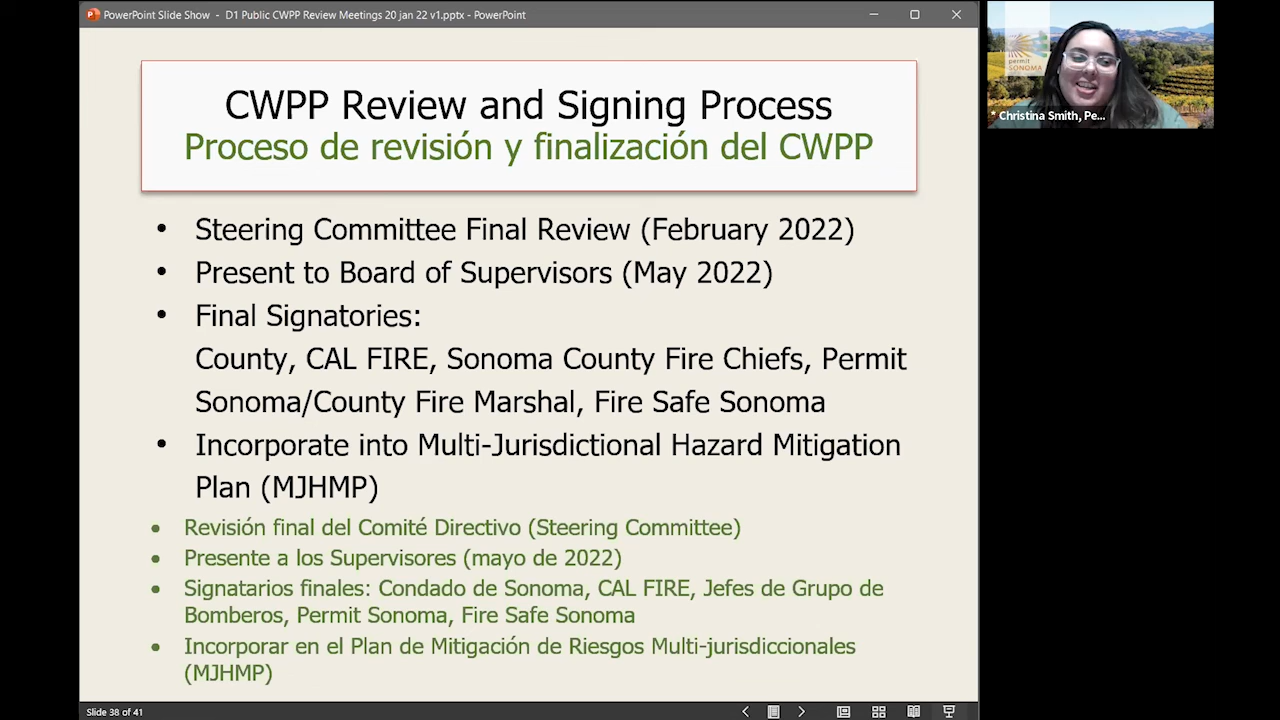 PowerPoint Slide Show - D1 Public CWPP Review Meetings 20 jan 22 v1.pptx - PowerPoint
permit
SONOMA
* Christina Smith, Pe...
CWPP Review and Signing Process
Proceso de revisión y finalización del CWPP
• Steering Committee Final Review (February 2022)
• Present to Board of Supervisors (May 2022)
• Final Signatories:
County, CAL FIRE, Sonoma County Fire Chiefs, Permit
Sonoma/County Fire Marshal, Fire Safe Sonoma
• Incorporate into Multi-Jurisdictional Hazard Mitigation
Plan (MJHMP)
• Revisión final del Comité Directivo (Steering Committee)
• Presente a los Supervisores (mayo de 2022)
• Signatarios finales: Condado de Sonoma, CAL FIRE, Jefes de Grupo de
Bomberos, Permit Sonoma, Fire Safe Sonoma
• Incorporar en el Plan de Mitigación de Riesgos Multi-jurisdiccionales
(MJHMP)
Slide 38 of 41